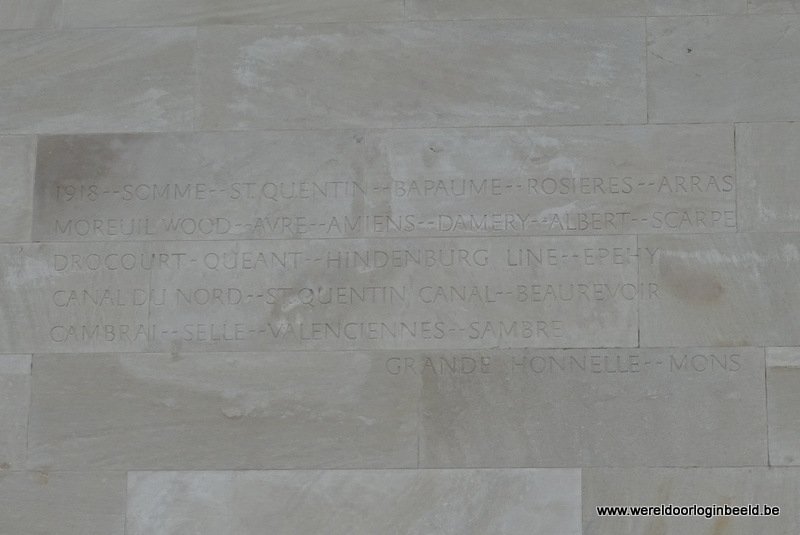 1918--SOMME--ST. QUENTIN--BAPAUME--ROSIERES--ARRAS
MOREUIL WOOD--AVRE--AMIENS--DAMERY--ALBERT--SCARPE
DROCOURT-QUEANT--HINDENBURG LINE--EPEHY
CANAL DU NORD--ST. QUENTIN CANAL--BEAUREVOIR
CAMBRAI--SELLE--VALENCIENNES--SAMBRE
GRANDE HONNELLE--MONS
www.wereldoorloginbeeld.be